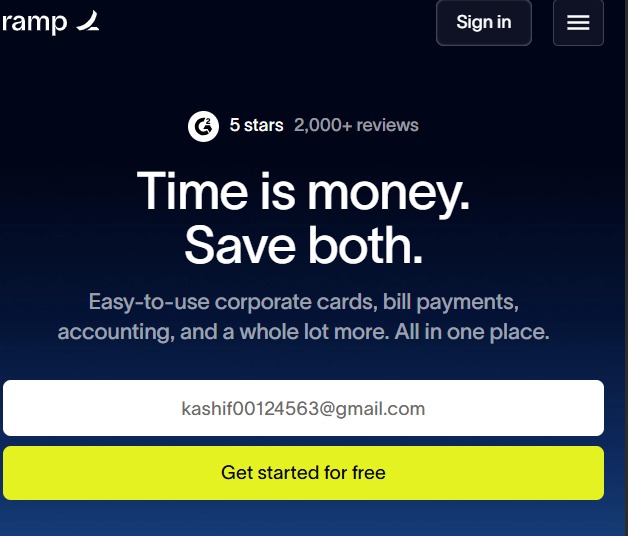 ramp
Sign in
5 stars 2,000+ reviews
Time is money.
Save both.
Easy-to-use corporate cards, bill payments,
accounting, and a whole lot more. All in one place.
kashif00124563@gmail.com
Get started for free